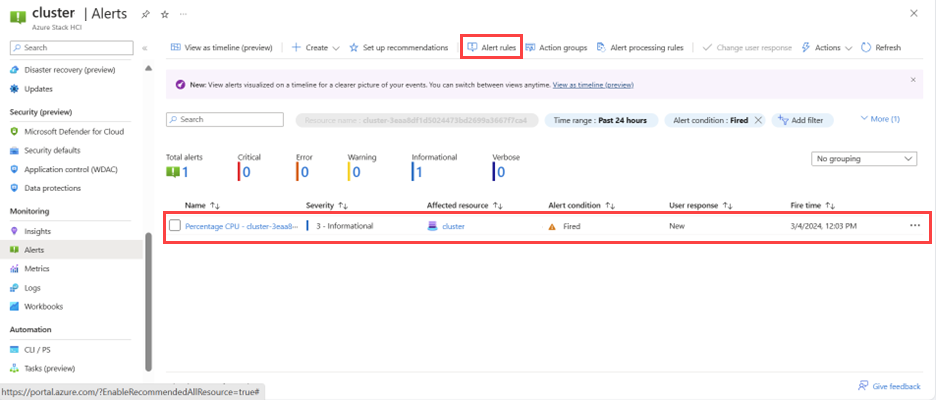 cluster | Alerts ...
Azure Stack HCI
Search
Disaster recovery (preview)
Updates
Security (preview)
Microsoft Defender for Cloud
Security defaults
Application control (WDAC)
Data protections
Monitoring
Insights
Alerts
Metrics
Logs
Workbooks
Automation
CLI / PS
Tasks (preview)
https://portal.azure.com/?EnableRecommendedAllResource=true#
View as timeline (preview) Create Set up recommendations Alert rules Action groups Alert processing rules Change user response Actions Refresh
New: View alerts visualized on a timeline for a clearer picture of your events. You can switch between views anytime. View as timeline (preview)
Search Resource name : Time range : Past 24 hours Alert condition : Fired Add filter More (1)
Total alerts Critical Error Warning Informational Verbose
1 0 0 0 1 0
No grouping
Name Severity Affected resource Alert condition User response Fire time
Percentage CPU - cluster-3eaa8 3 - Informational cluster Fired New 3/4/2024, 12:03 PM
Give feedback